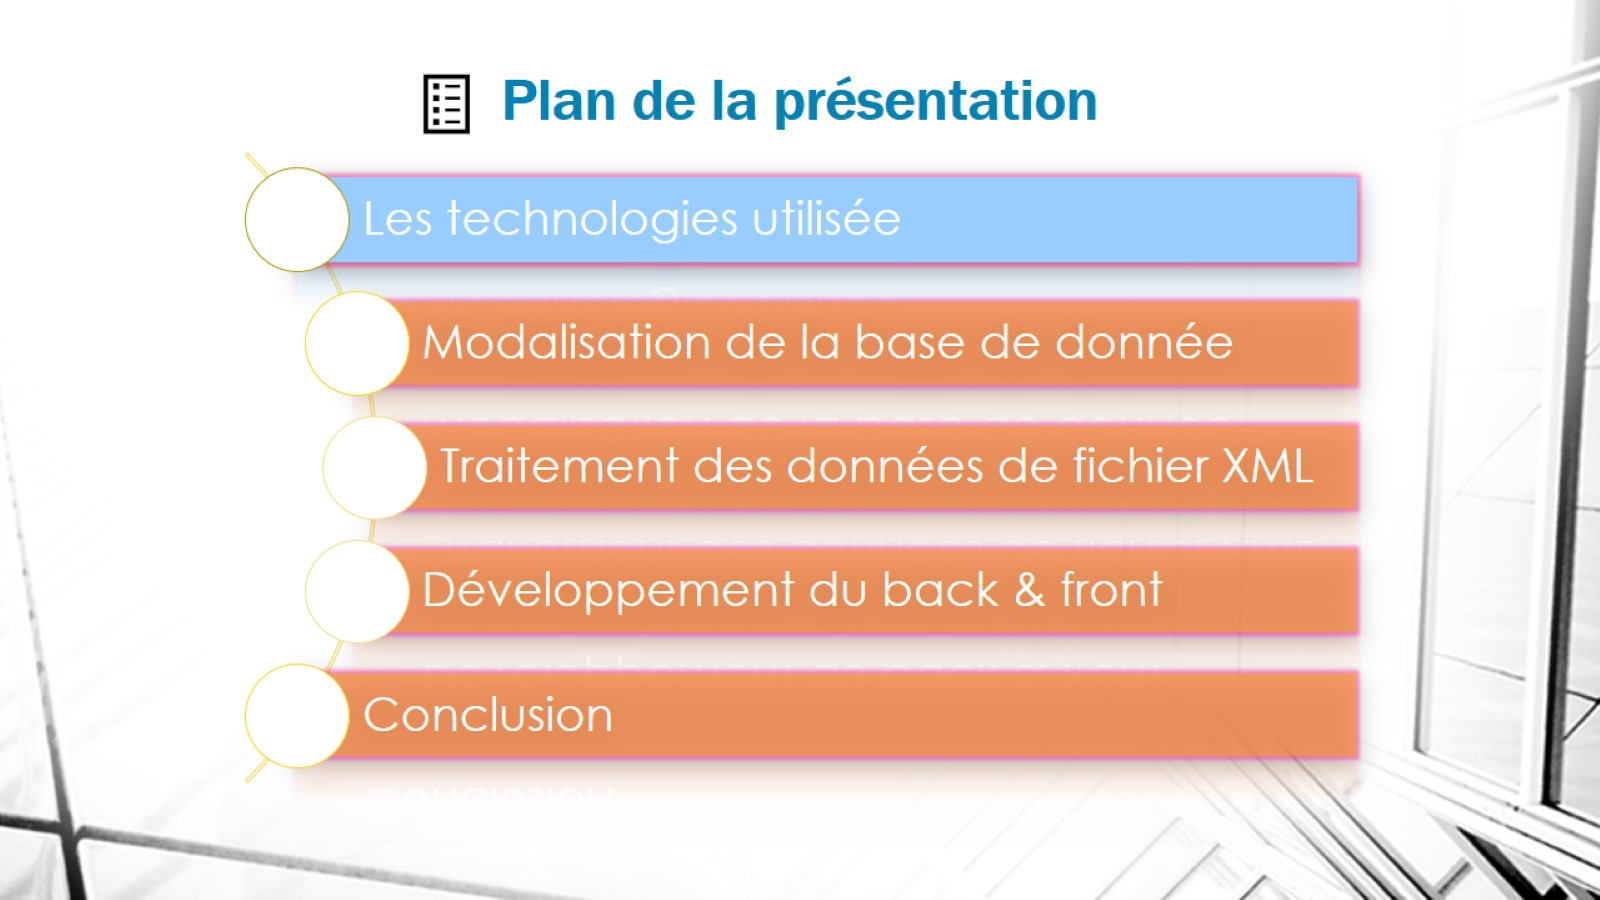 Plan de la présentation
Les technologies utilisée
Modalisation de la base de donnée
Traitement des données de fichier XML
Développement du back & front
Conclusion